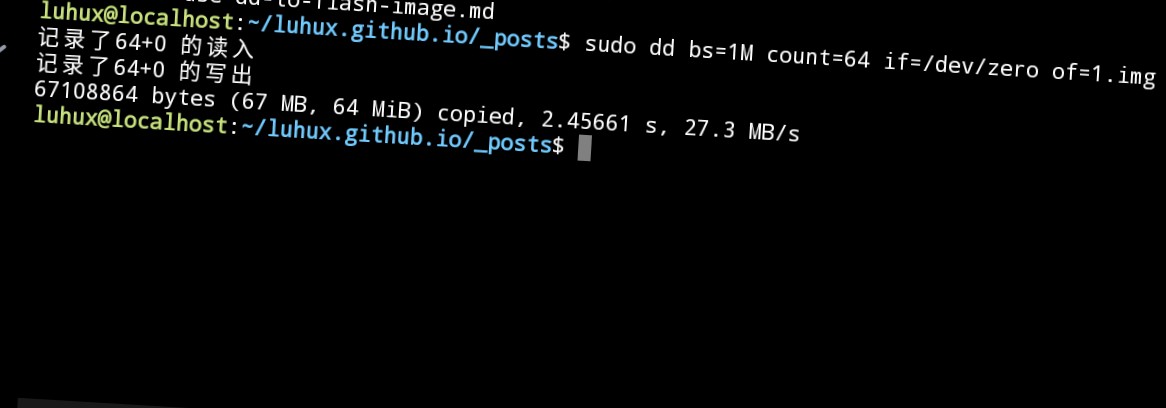 dd-to-flash-image.md
luhux@localhost:~/luhux.github.io/_posts$ sudo dd bs=1M count=64 if=/dev/zero of=1.img
记录了64+0 的读入
记录了64+0 的写出
67108864 bytes (67 MB, 64 MiB) copied, 2.45661 s, 27.3 MB/s
luhux@localhost:~/luhux.github.io/_posts$